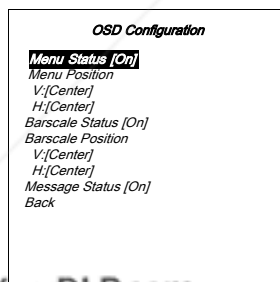 OSD Configuration
Menu Status [On]
Menu Position
V:[Center]
H:[Center]
Barscale Status [On]
Barscale Position
V:[Center]
H:[Center]
Message Status [On]
Back